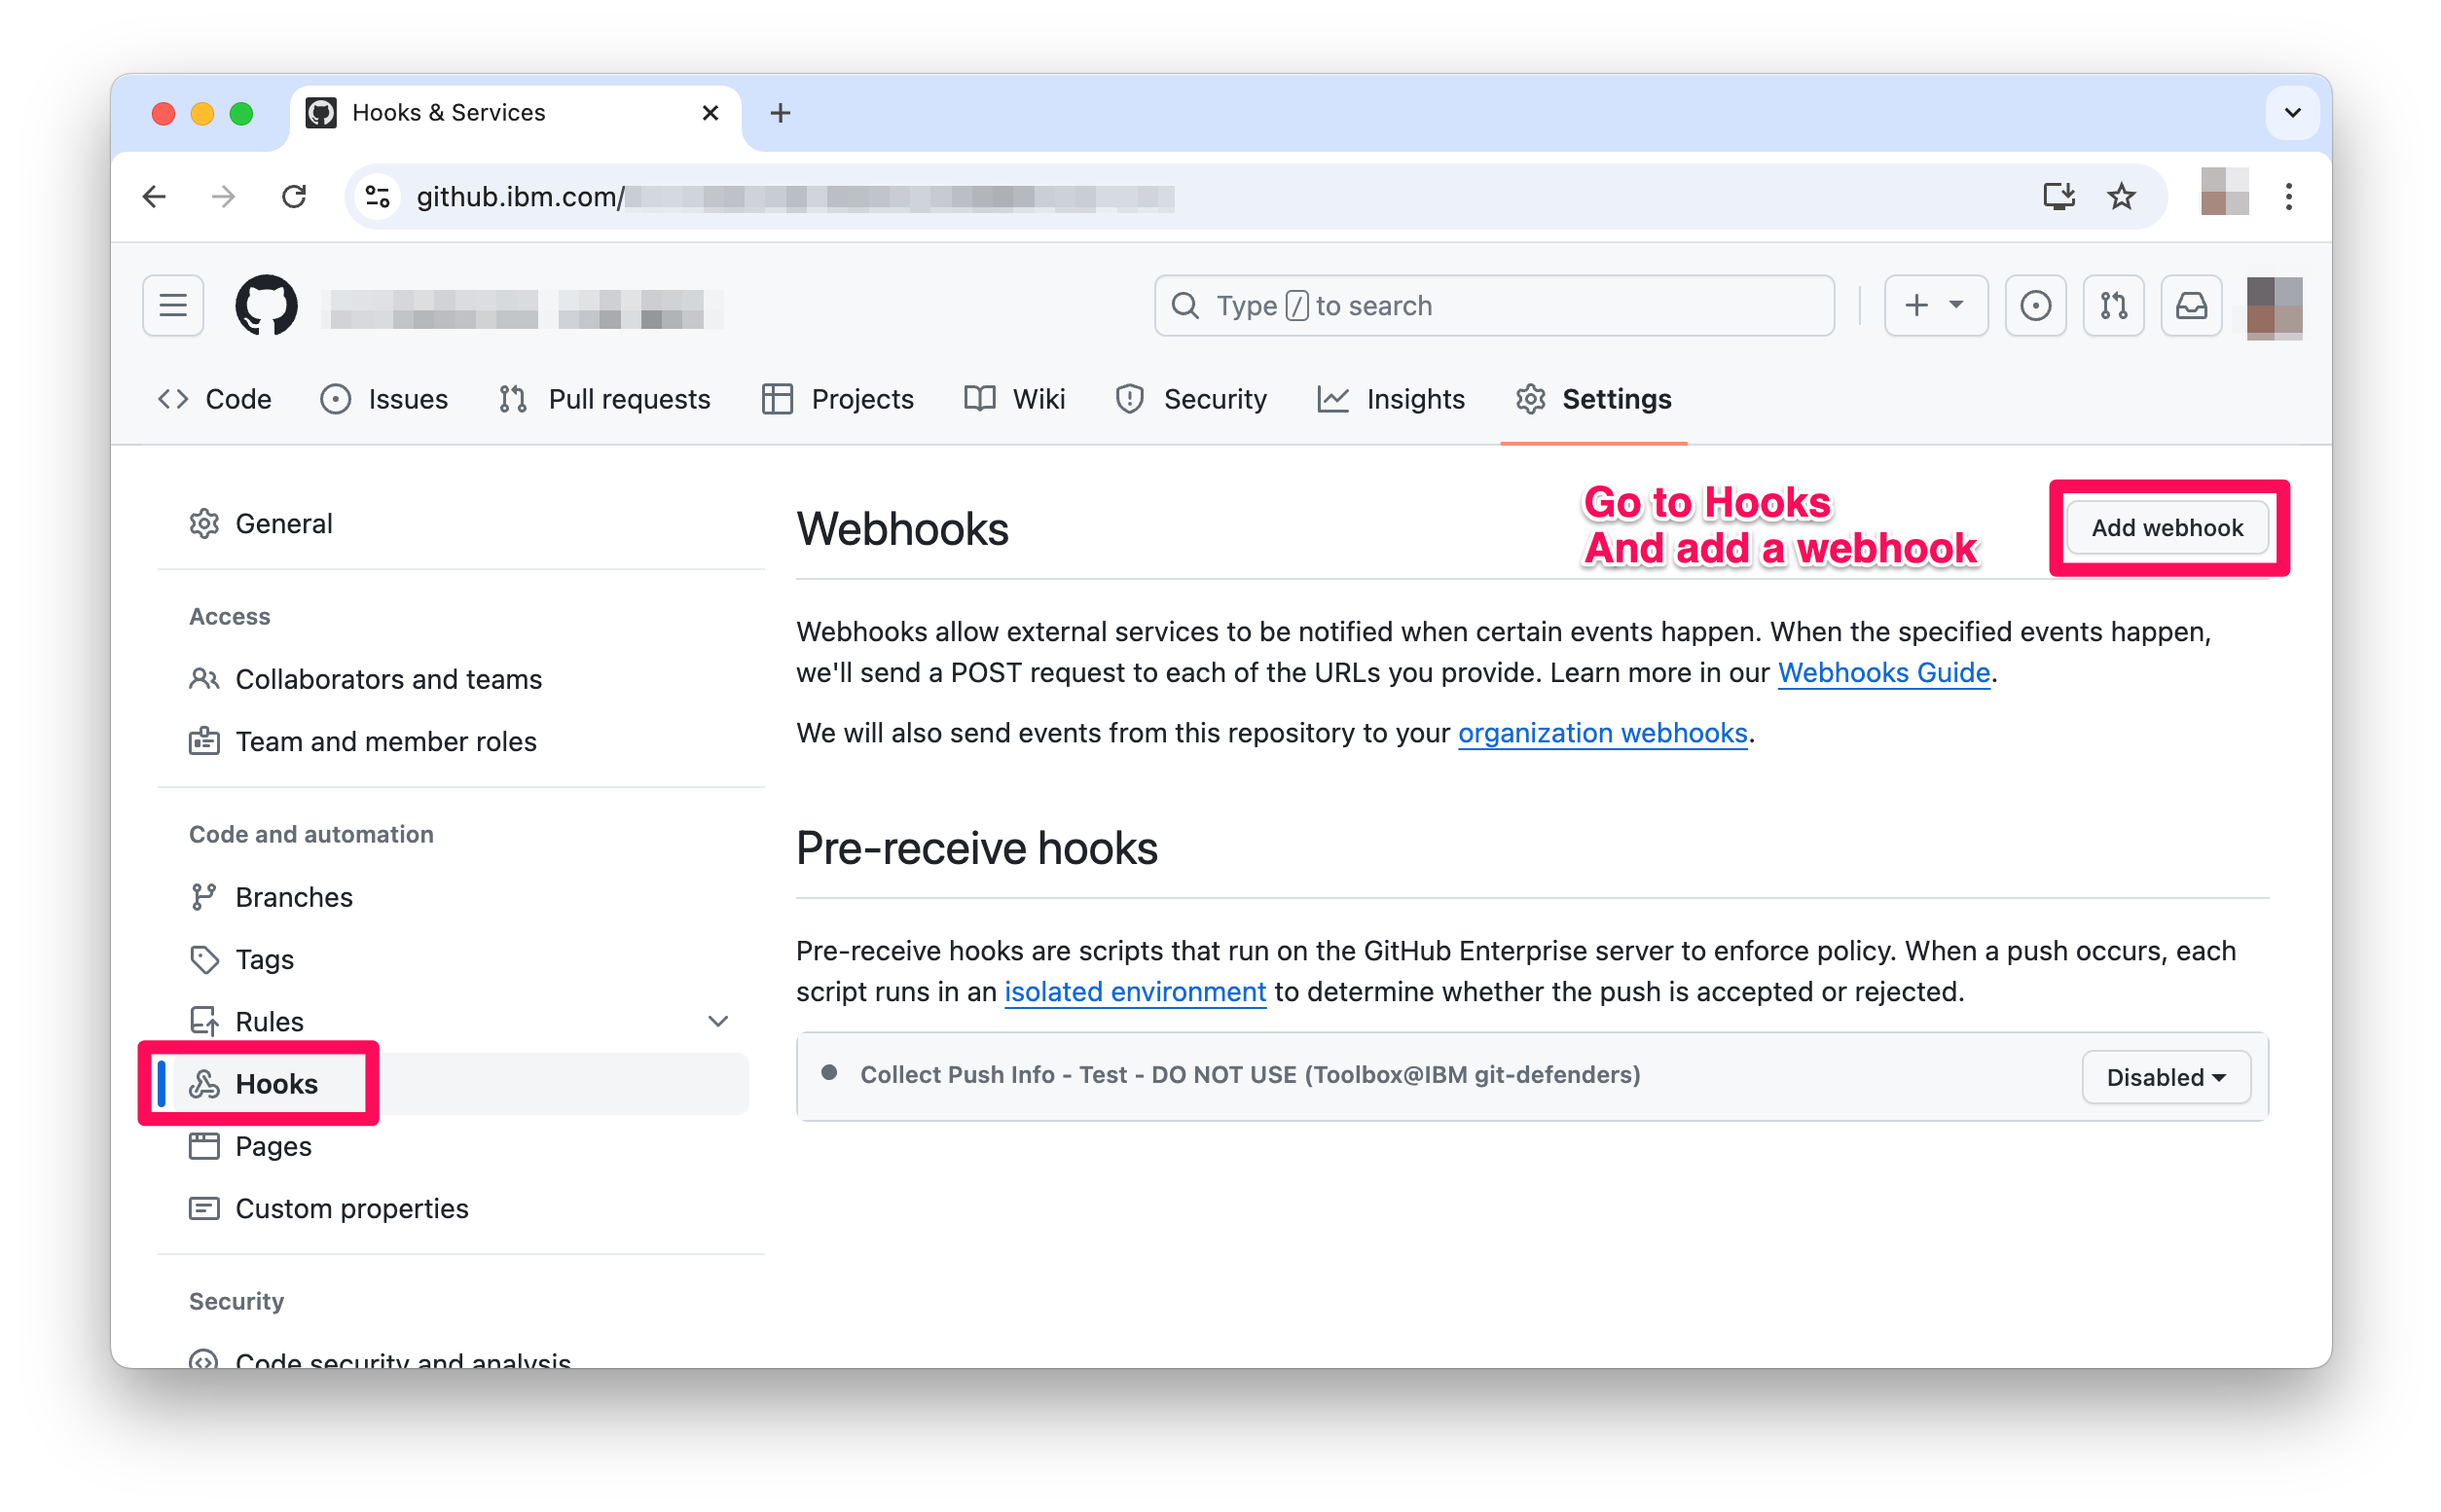 Hooks & Services
github.ibm.com/
Type / to search
Code
Issues
Pull requests
Projects
Wiki
Security
Insights
Settings
General
Access
Collaborators and teams
Team and member roles
Code and automation
Branches
Tags
Rules
Hooks
Pages
Custom properties
Security
Code security and analysis
Webhooks
Go to Hooks
And add a webhook
Add webhook
Webhooks allow external services to be notified when certain events happen. When the specified events happen,
we'll send a POST request to each of the URLs you provide. Learn more in our Webhooks Guide.
We will also send events from this repository to your organization webhooks.
Pre-receive hooks
Pre-receive hooks are scripts that run on the GitHub Enterprise server to enforce policy. When a push occurs, each
script runs in an isolated environment to determine whether the push is accepted or rejected.
Collect Push Info - Test - DO NOT USE (Toolbox@IBM git-defenders)
Disabled